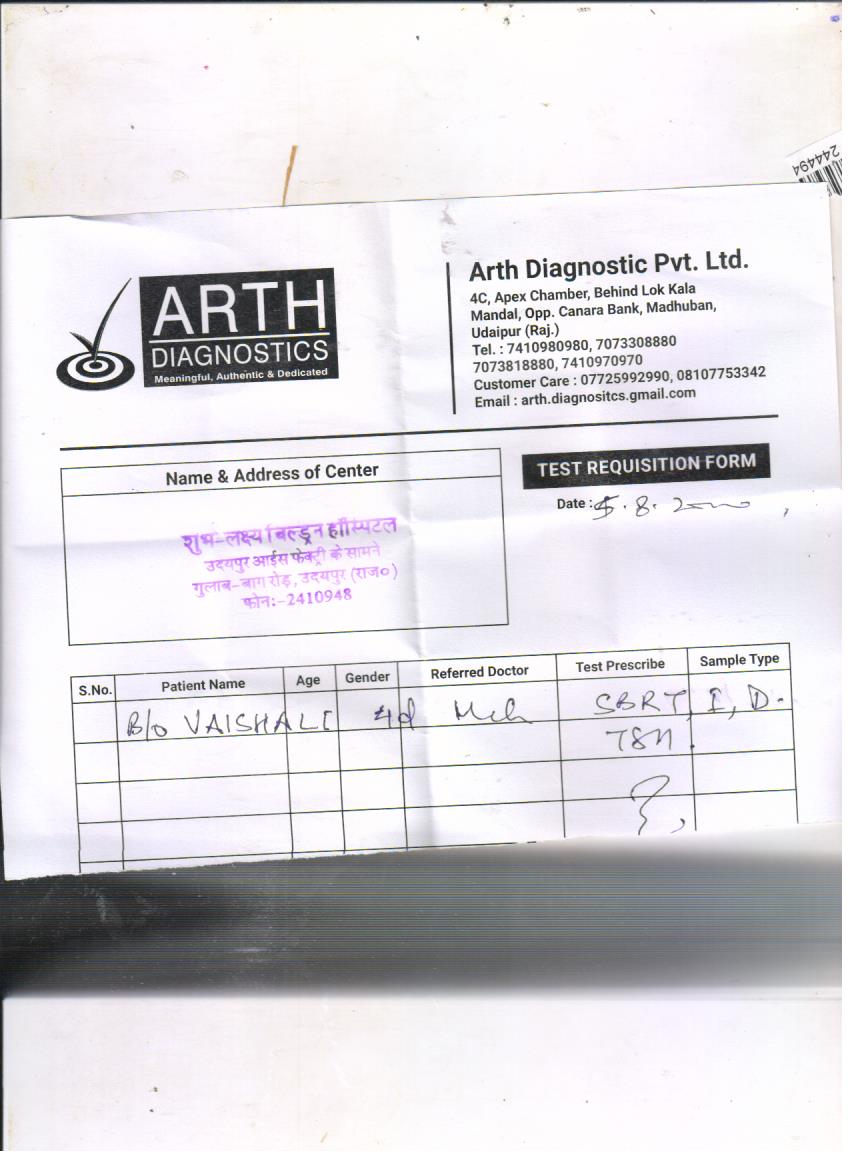 244494
ARTH
DIAGNOSTICS
Meaningful, Authentic & Dedicated
Arth Diagnostic Pvt. Ltd.
4C, Apex Chamber, Behind Lok Kala
Mandal, Opp. Canara Bank, Madhuban,
Udaipur (Raj.)
Tel. : 7410980980, 7073308880
7073818880, 7410970970
Customer Care : 07725992990, 08107753342
Email : arth.diagnositcs.gmail.com
Name & Address of Center
शुभ-लक्ष्य चिल्ड्रन हॉस्पिटल
उदयपुर आईस फेक्ट्री के सामने
गुलाब-बाग रोड़, उदयपुर (राज०)
फोन:-2410948
TEST REQUISITION FORM
Date : 5.8.
S.No. Patient Name Age Gender Referred Doctor Test Prescribe Sample Type
B/o VAISHALI 4d SBRT, I, D.